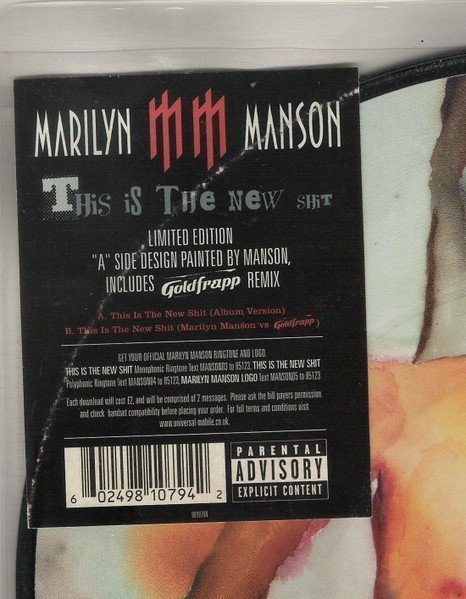 MARILYN MANSON
THIS IS THE NEW SHIT
LIMITED EDITION
"A" SIDE DESIGN PAINTED BY MANSON,
INCLUDES Goldfrapp REMIX
A. This Is The New Shit (Album Version)
B. This Is The New Shit (Marilyn Manson vs Goldfrapp)
GET YOUR OFFICIAL MARILYN MANSON RINGTONE AND LOGO.
THIS IS THE NEW SHIT Monophonic Ringtone Text MANSON03 to 85123, THIS IS THE NEW SHIT
Polyphonic Ringtone Text MANSON04 to 85123, MARILYN MANSON LOGO Text MANSON05 to 85123
Each download will cost £2, and will be comprised of 2 messages. Please ask the bill payers permission
and check handset compatibility before placing your order. For full terms and conditions visit
www.universal-mobile.co.uk.
PARENTAL
ADVISORY
EXPLICIT CONTENT
6 02498 10794 2
9810794